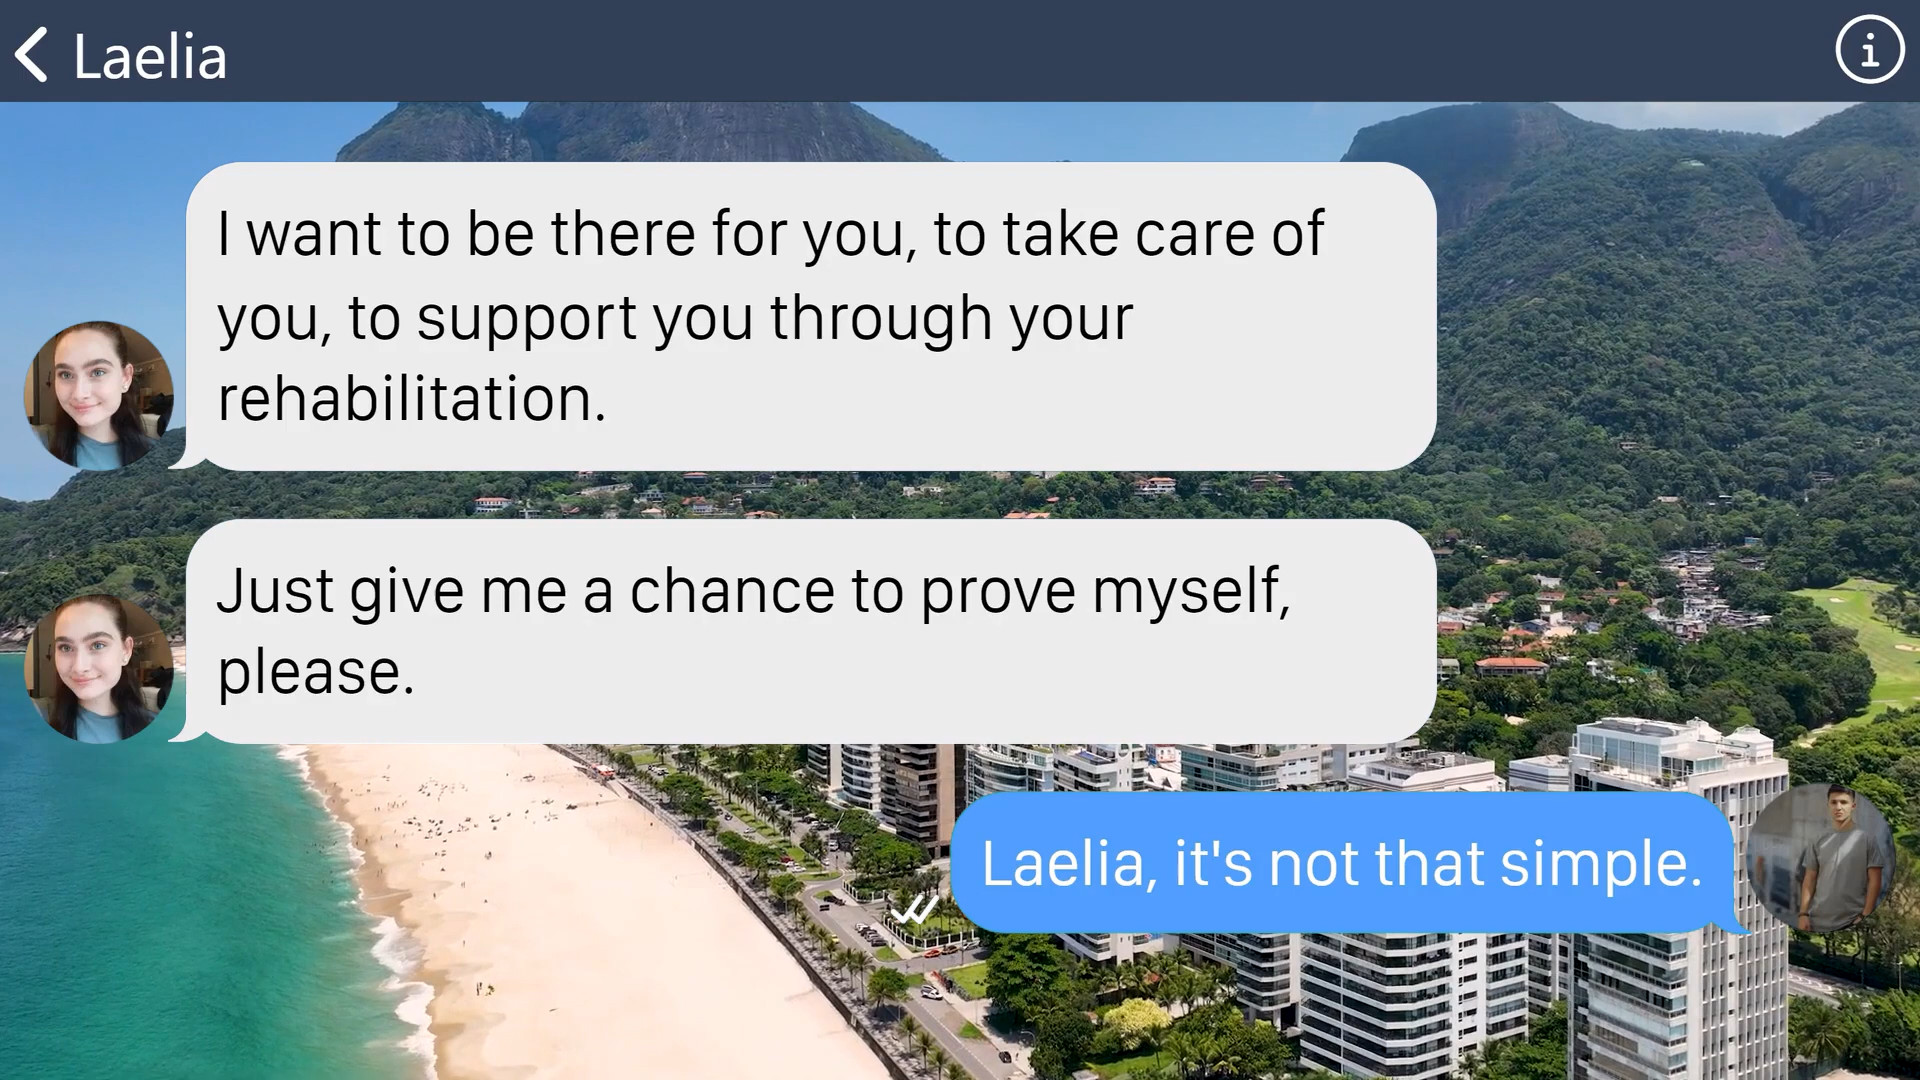 Laelia
I want to be there for you, to take care of
you, to support you through your
rehabilitation.
Just give me a chance to prove myself,
please.
Laelia, it's not that simple.